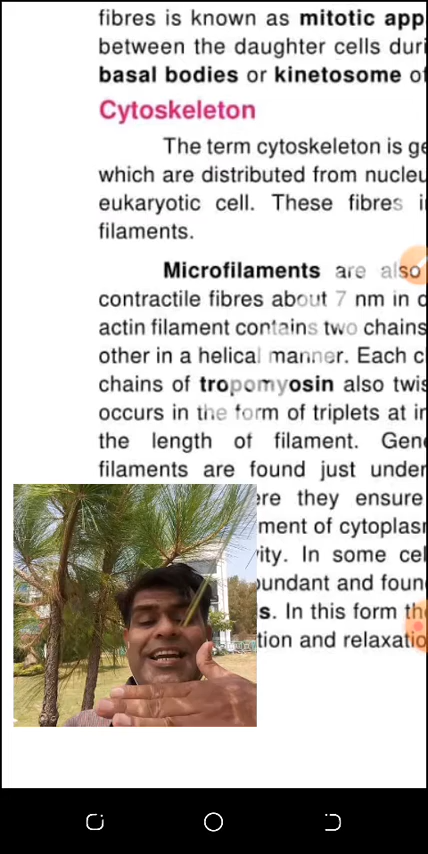 fibres is known as mitotic app
between the daughter cells duri
basal bodies or kinetosome of
Cytoskeleton
The term cytoskeleton is ge
which are distributed from nucleu
eukaryotic cell. These fibres i
filaments.
Microfilaments are also
contractile fibres about 7 nm in
actin filament contains two chains
other in a helical manner. Each c
chains of tropomyosin also twis
occurs in the form of triplets at in
the length of filament. Gene
filaments are found just under
ere they ensure
ment of cytoplasm
ity. In some cel
oundant and foun
s. In this form the
tion and relaxatio